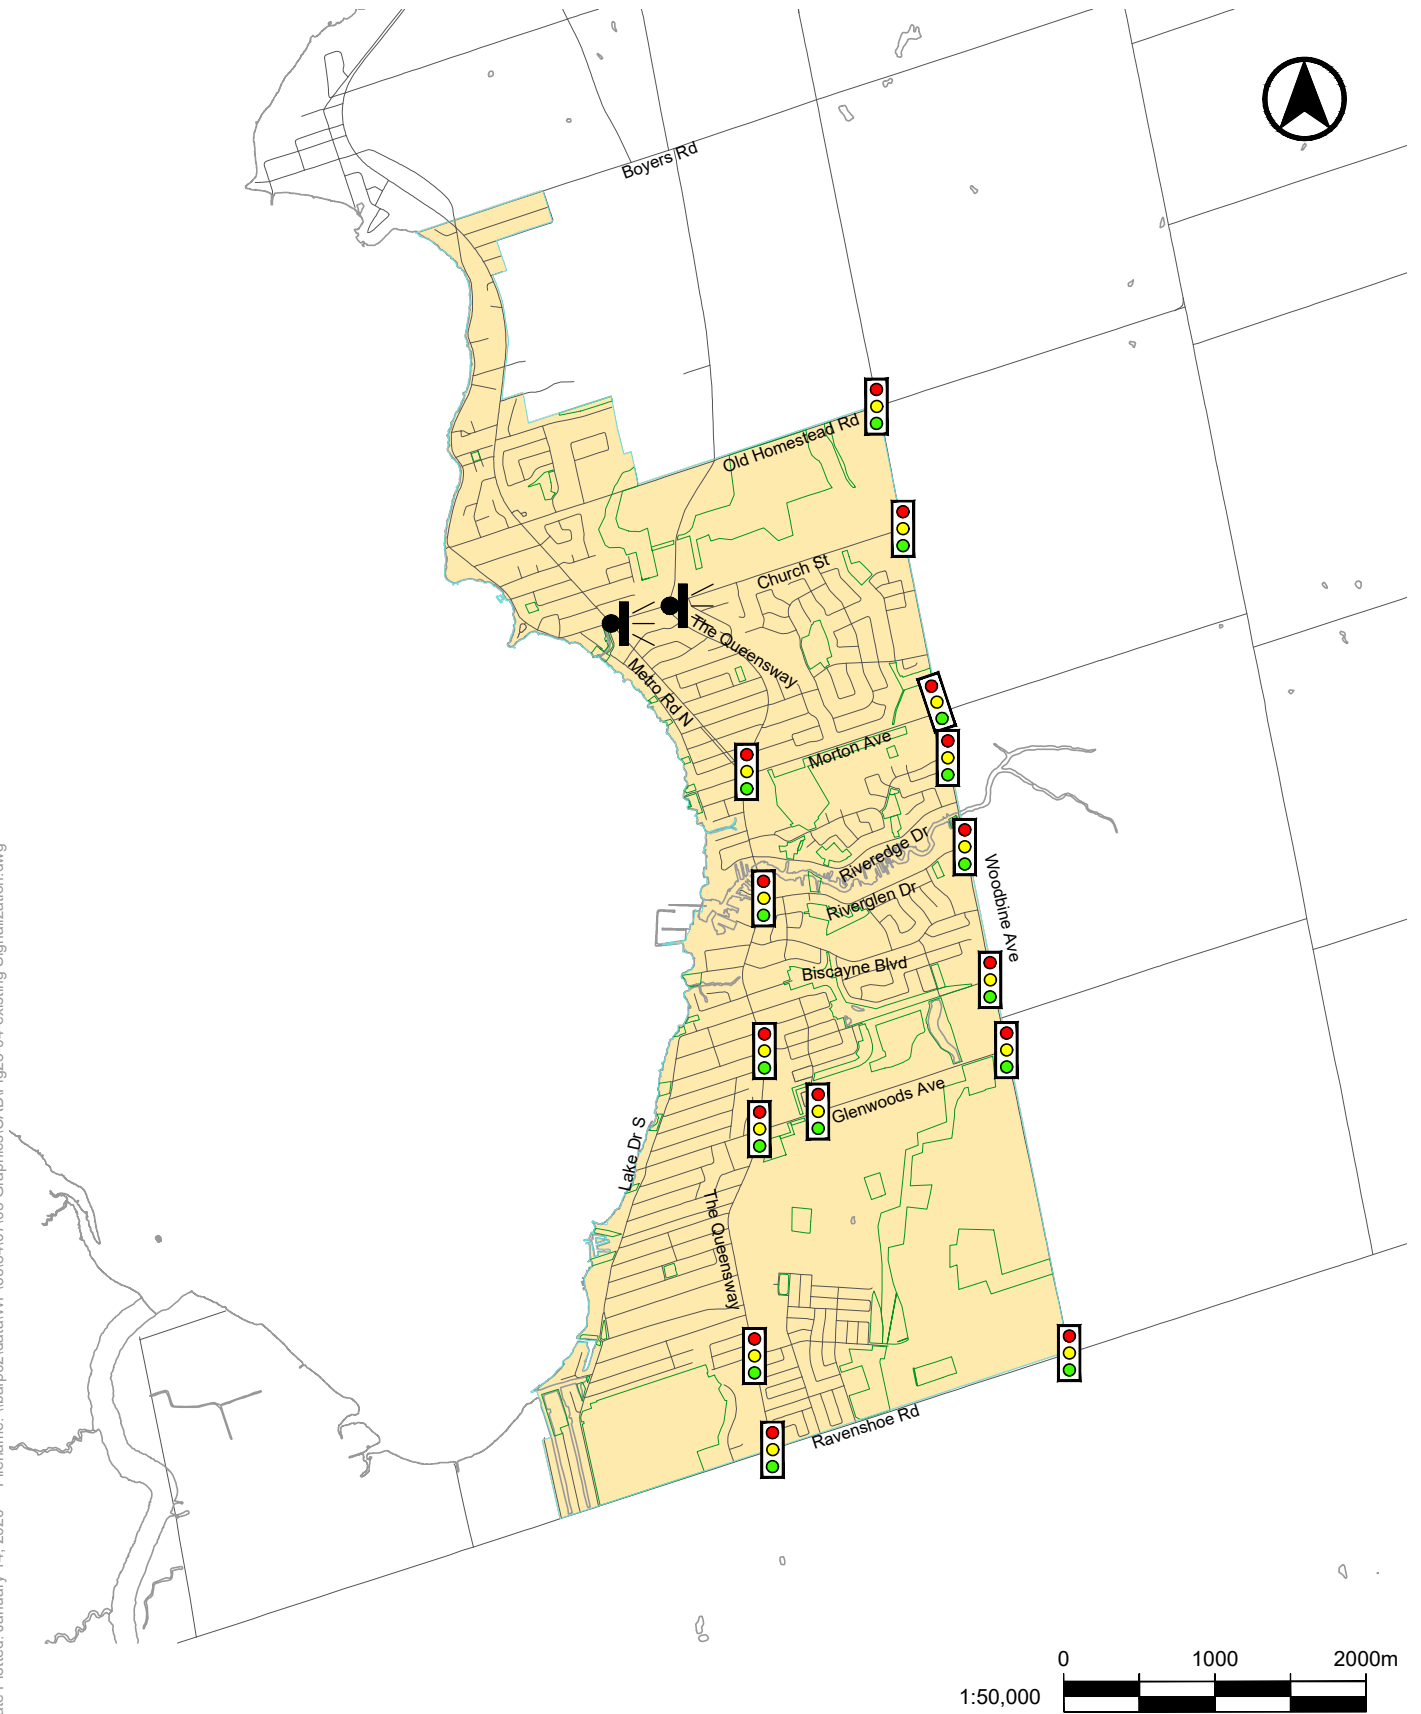 Boyers Rd
Old Homestead Rd
Church St
The Queensway
Metro Rd N
Morton Ave
Riveredge Dr
Woodbine Ave
Riverglen Dr
Biscayne Blvd
Glenwoods Ave
Lake Dr S
The Queensway
Ravenshoe Rd
0 1000 2000m
1:50,000